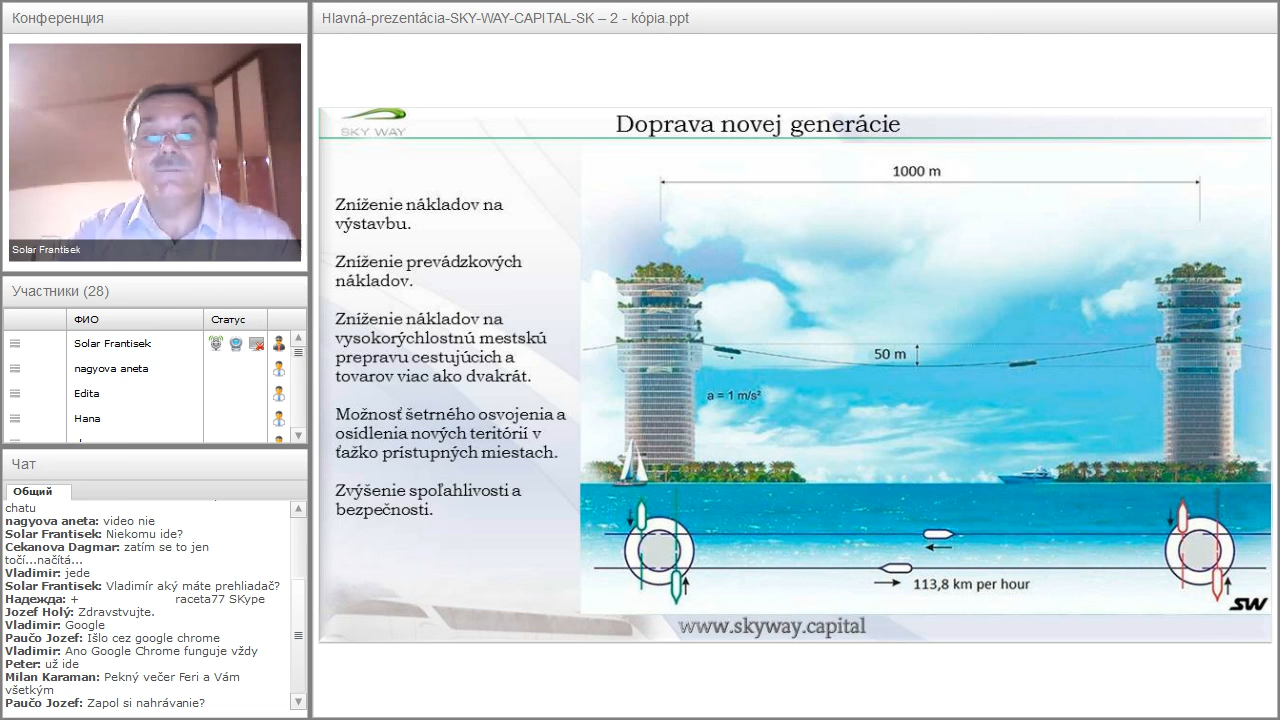 Конференция
Solar Frantisek
Участники (28)
ФИО Статус
Solar Frantisek
nagyova aneta
Edita
Hana
Чат
Общий
chatu
nagyova aneta: video nie
Solar Frantisek: Niekomu ide?
Cekanova Dagmar: zatím se to jen
točí...načítá...
Vladimir: jede
Solar Frantisek: Vladimír aký máte prehliadač?
Надежда: + raceta77 SKype
Jozef Holý: Zdravstvujte.
Vladimir: Google
Paučo Jozef: Išlo cez google chrome
Vladimir: Ano Google Chrome funguje vždy
Peter: už ide
Milan Karaman: Pekný večer Feri a Vám
všetkým
Paučo Jozef: Zapol si nahrávanie?
Hlavná-prezentácia-SKY-WAY-CAPITAL-SK – 2 - kópia.ppt
SKY WAY
Doprava novej generácie
Zníženie nákladov na
výstavbu.
Zníženie prevádzkových
nákladov.
Zníženie nákladov na
vysokorýchlostnú mestskú
prepravu cestujúcich a
tovarov viac ako dvakrát.
Možnosť šetrného osvojenia a
osídlenia nových teritórií v
ťažko prístupných miestach.
Zvýšenie spoľahlivosti a
bezpečnosti.
1000 m
50 m
a = 1 m/s²
113,8 km per hour
SW
www.skyway.capital